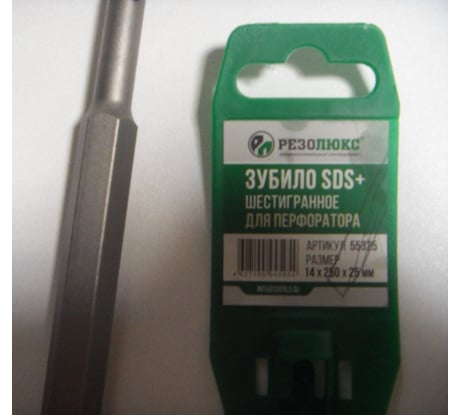 РЕЗОЛЮКС
ЗУБИЛО SDS+
ШЕСТИГРАННОЕ
ДЛЯ ПЕРФОРАТОРА
АРТИКУЛ 55325
РАЗМЕР
14 x 250 x 25 мм